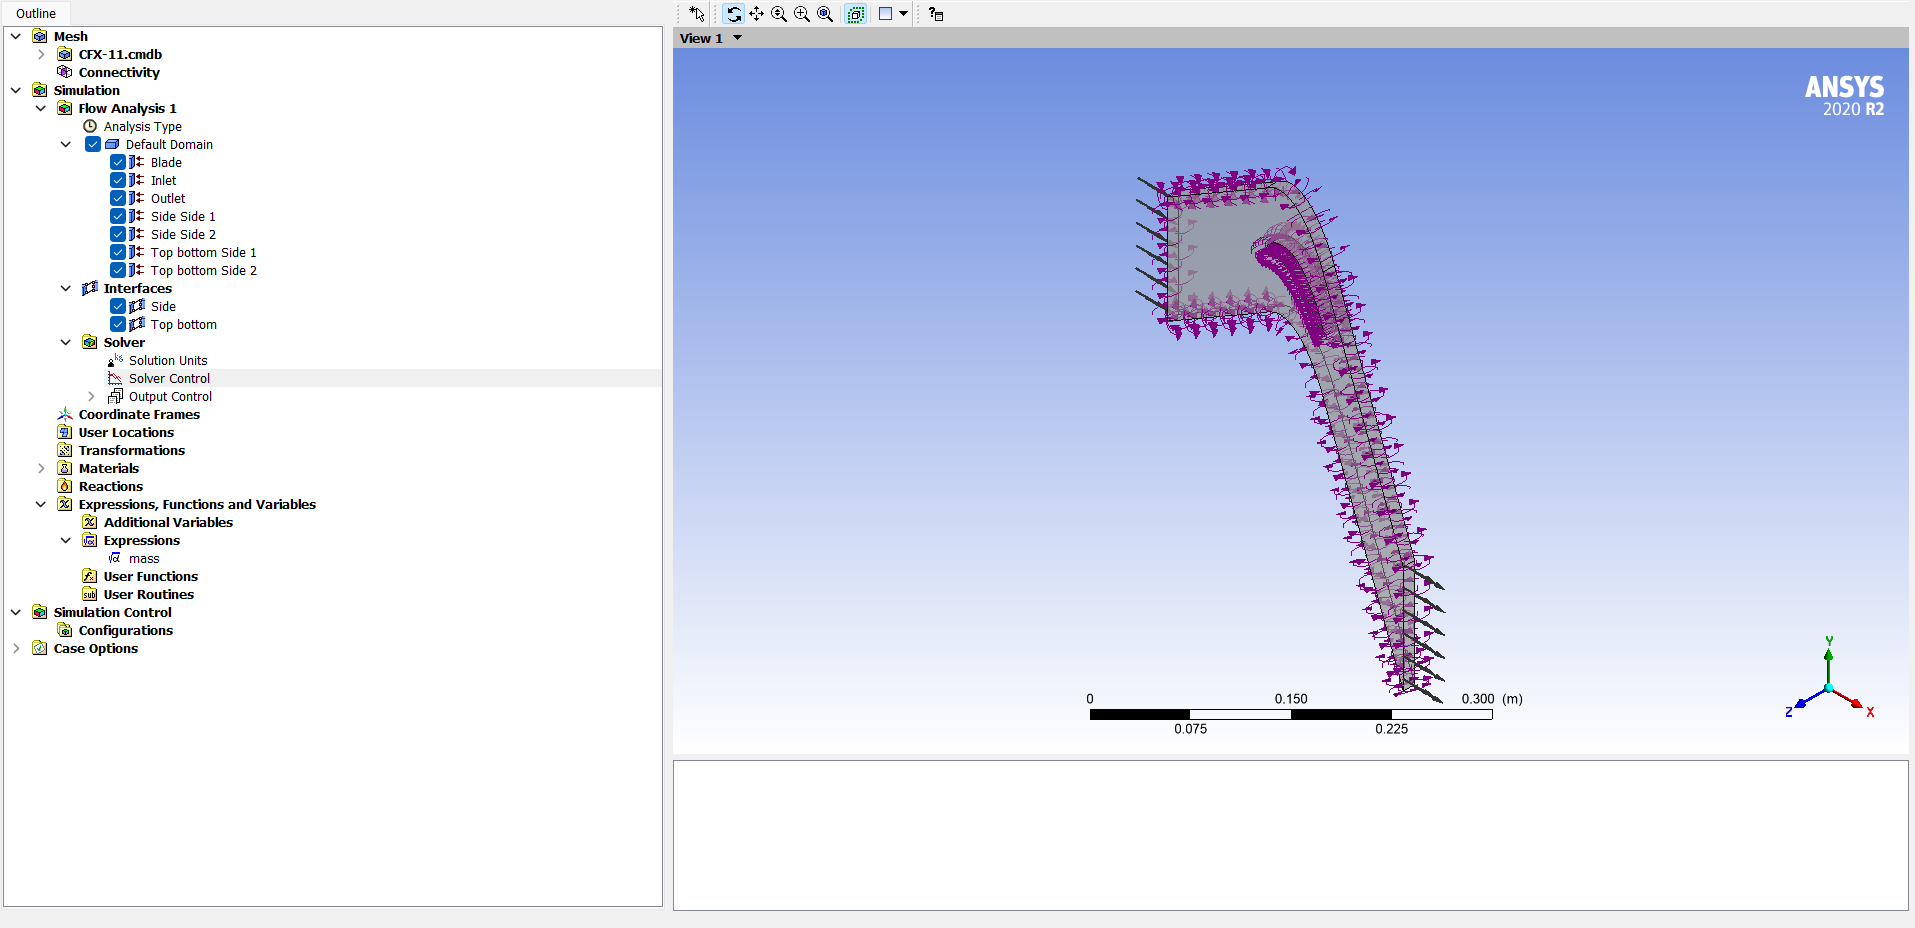 Outline
Mesh
CFX-11.cmdb
Connectivity
Simulation
Flow Analysis 1
Analysis Type
Default Domain
Blade
Inlet
Outlet
Side Side 1
Side Side 2
Top bottom Side 1
Top bottom Side 2
Interfaces
Side
Top bottom
Solver
Solution Units
Solver Control
Output Control
Coordinate Frames
User Locations
Transformations
Materials
Reactions
Expressions, Functions and Variables
Additional Variables
Expressions
mass
User Functions
User Routines
Simulation Control
Configurations
Case Options
View 1
ANSYS
2020 R2
0 0.150 0.300 (m)
0.075 0.225
Y
Z X